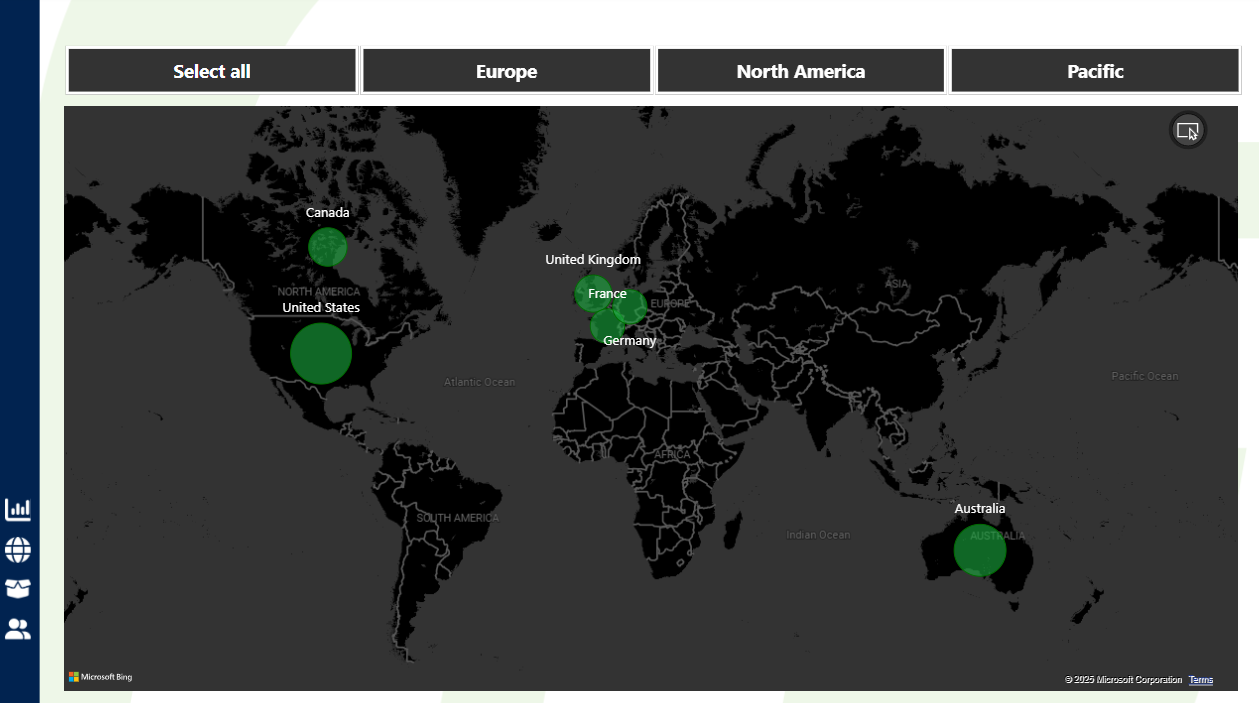 Select all
Europe
North America
Pacific
Canada
United Kingdom
NORTH AMERICA
France
EUROPE
ASIA
United States
Germany
Atlantic Ocean
Pacific Ocean
AFRICA
SOUTH AMERICA
Australia
Indian Ocean
AUSTRALIA
Microsoft Bing
© 2025 Microsoft Corporation Terms